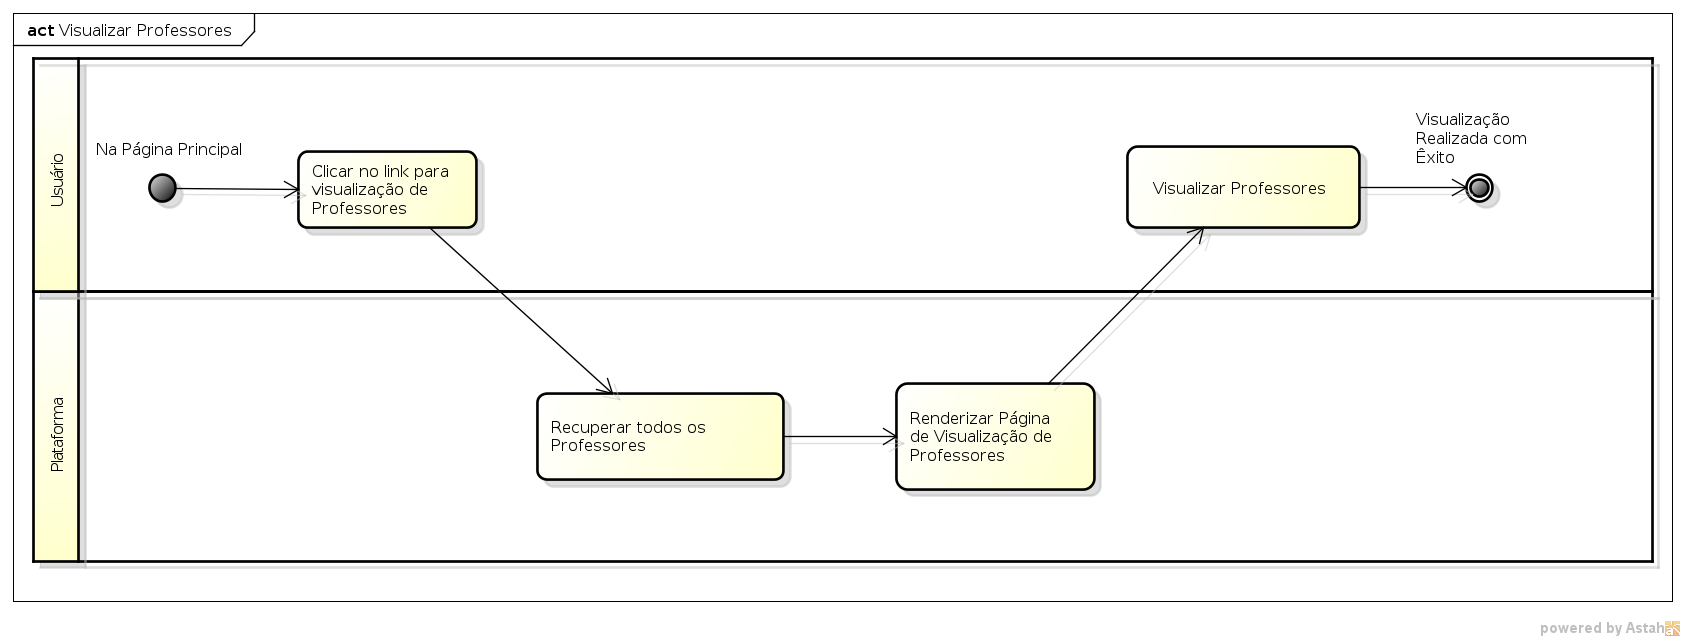 act Visualizar Professores
Usuário
Na Página Principal
Clicar no link para
visualização de
Professores
Visualizar Professores
Visualização
Realizada com
Êxito
Plataforma
Recuperar todos os
Professores
Renderizar Página
de Visualização de
Professores
powered by Astah